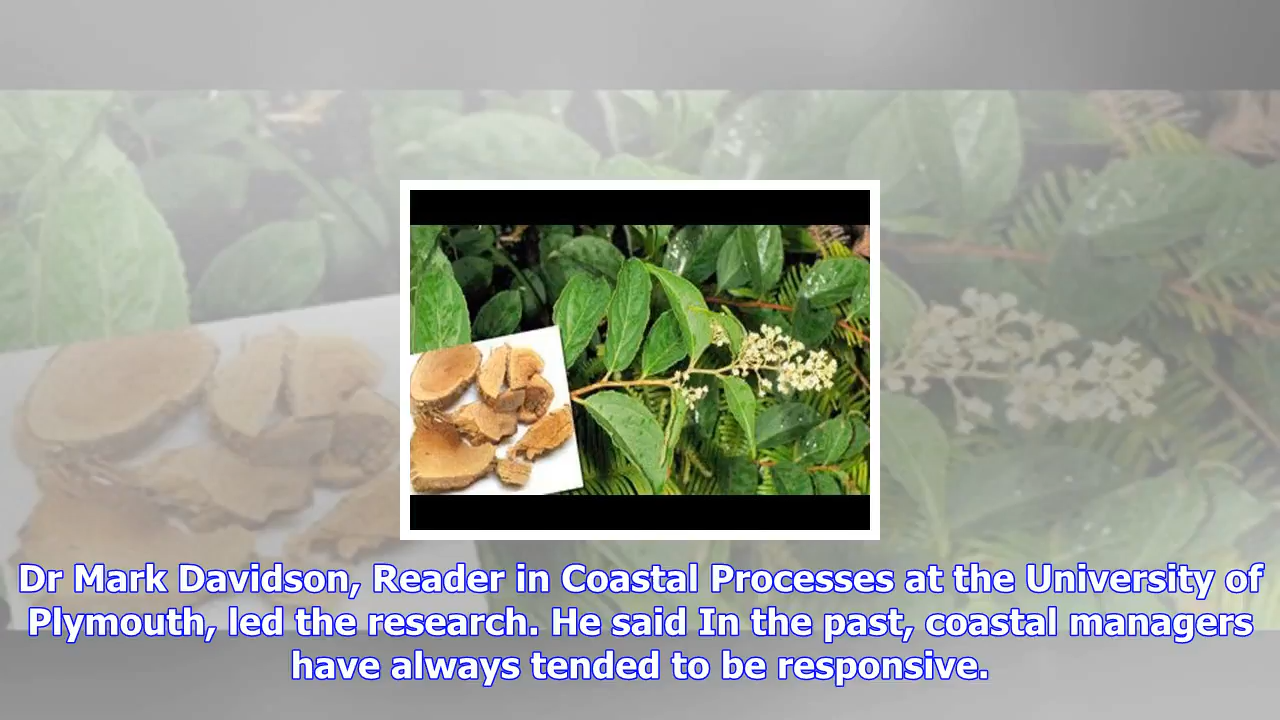 Dr Mark Davidson, Reader in Coastal Processes at the University of
Plymouth, led the research. He said In the past, coastal managers
have always tended to be responsive.